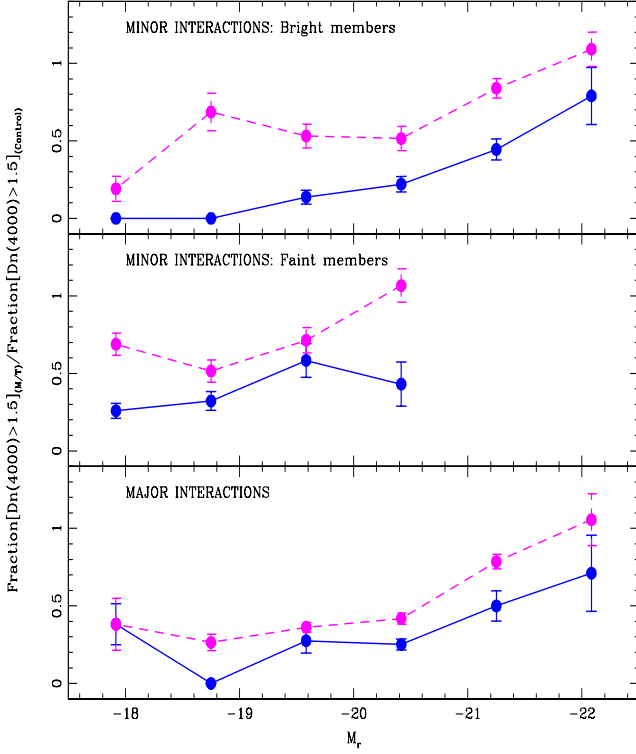 MINOR INTERACTIONS: Bright members
1
0.5
0
MINOR INTERACTIONS: Faint members
1
0.5
0
MAJOR INTERACTIONS
1
0.5
0
-18 -19 -20 -21 -22
M_r
Fraction[Dn(4000)>1.5](M/T)/Fraction[Dn(4000)>1.5](Control)